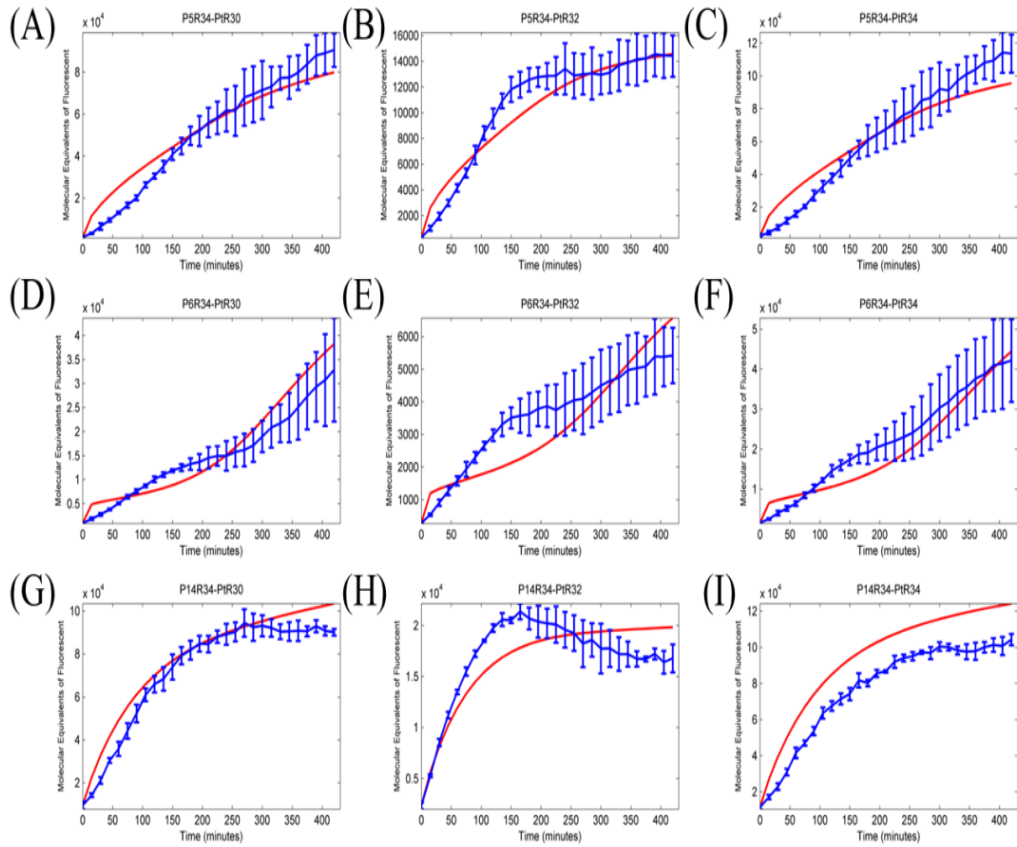 (A)
x 10^4
P5R34-PtR30
Molecular Equivalents of Fluorescent
8
6
4
2
0 50 100 150 200 250 300 350 400
Time (minutes)
(B)
P5R34-PtR32
Molecular Equivalents of Fluorescent
16000
14000
12000
10000
8000
6000
4000
2000
0 50 100 150 200 250 300 350 400
Time (minutes)
(C)
x 10^4
P5R34-PtR34
Molecular Equivalents of Fluorescent
12
10
8
6
4
2
0 50 100 150 200 250 300 350 400
Time (minutes)
(D)
x 10^4
P6R34-PtR30
Molecular Equivalents of Fluorescent
4
3.5
3
2.5
2
1.5
1
0.5
0 50 100 150 200 250 300 350 400
Time (minutes)
(E)
P6R34-PtR32
Molecular Equivalents of Fluorescent
6000
5000
4000
3000
2000
1000
0 50 100 150 200 250 300 350 400
Time (minutes)
(F)
x 10^4
P6R34-PtR34
Molecular Equivalents of Fluorescent
5
4
3
2
1
0 50 100 150 200 250 300 350 400
Time (minutes)
(G)
x 10^4
P14R34-PtR30
Molecular Equivalents of Fluorescent
10
8
6
4
2
0 50 100 150 200 250 300 350 400
Time (minutes)
(H)
x 10^4
P14R34-PtR32
Molecular Equivalents of Fluorescent
2
1.5
1
0.5
0 50 100 150 200 250 300 350 400
Time (minutes)
(I)
x 10^4
P14R34-PtR34
Molecular Equivalents of Fluorescent
12
10
8
6
4
2
0 50 100 150 200 250 300 350 400
Time (minutes)